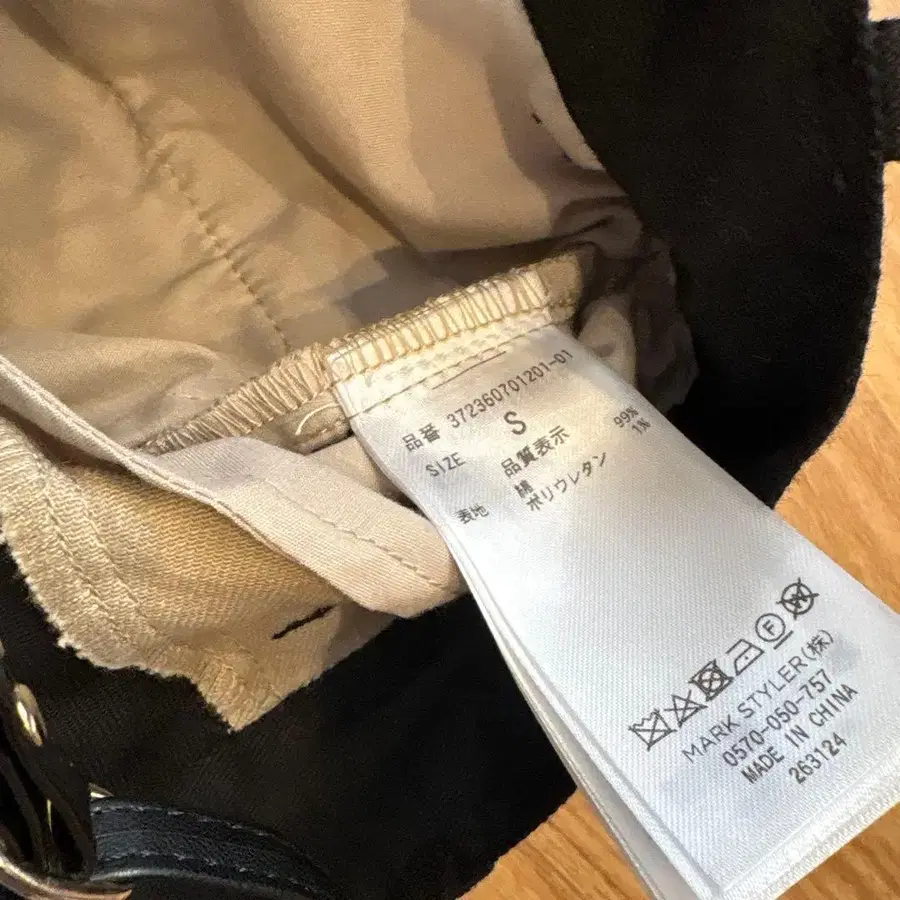 品番 372360701201-01
SIZE S
品質表示
表地 綿 99%
ポリウレタン 1%
F
W
MARK STYLER(株)
0570-050-757
MADE IN CHINA
263124